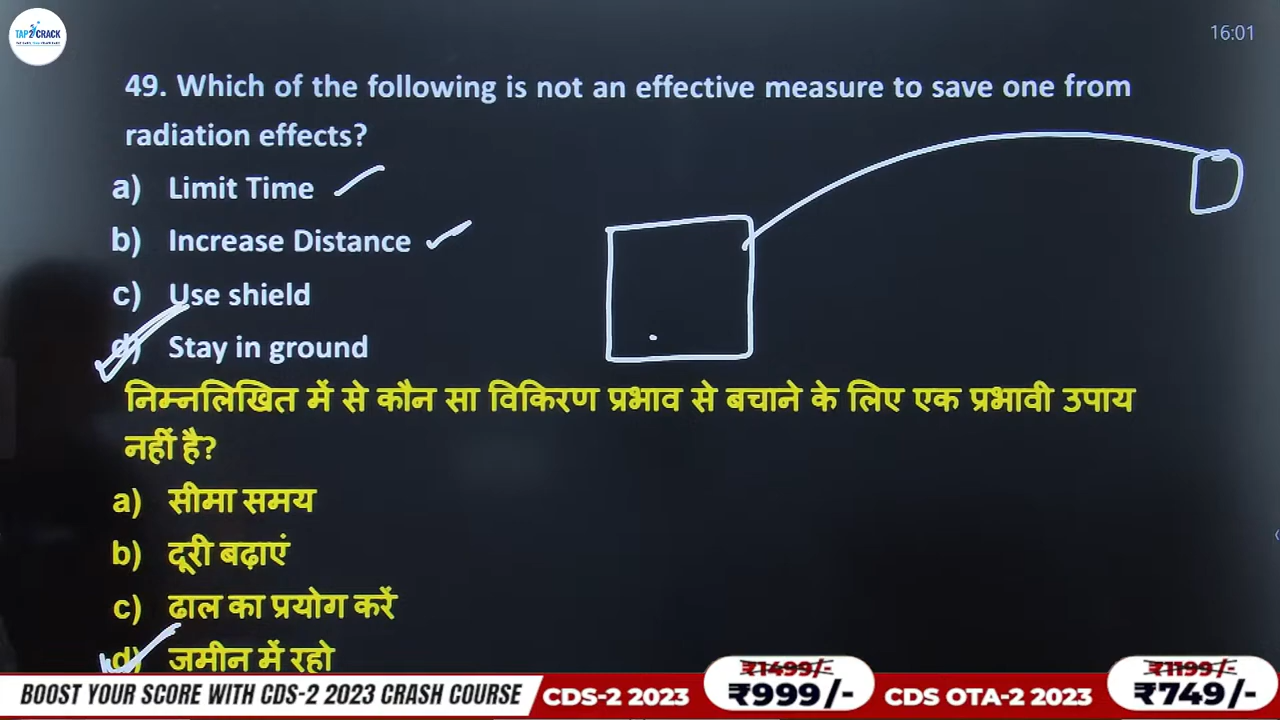 TAP2CRACK
16:01
49. Which of the following is not an effective measure to save one from
radiation effects?
a) Limit Time
b) Increase Distance
c) Use shield
d) Stay in ground
निम्नलिखित में से कौन सा विकिरण प्रभाव से बचाने के लिए एक प्रभावी उपाय
नहीं है?
a) सीमा समय
b) दूरी बढ़ाएं
c) ढाल का प्रयोग करें
d) जमीन में रहो
BOOST YOUR SCORE WITH CDS-2 2023 CRASH COURSE
CDS-2 2023
₹1499/-
₹999/-
CDS OTA-2 2023
₹1199/-
₹749/-